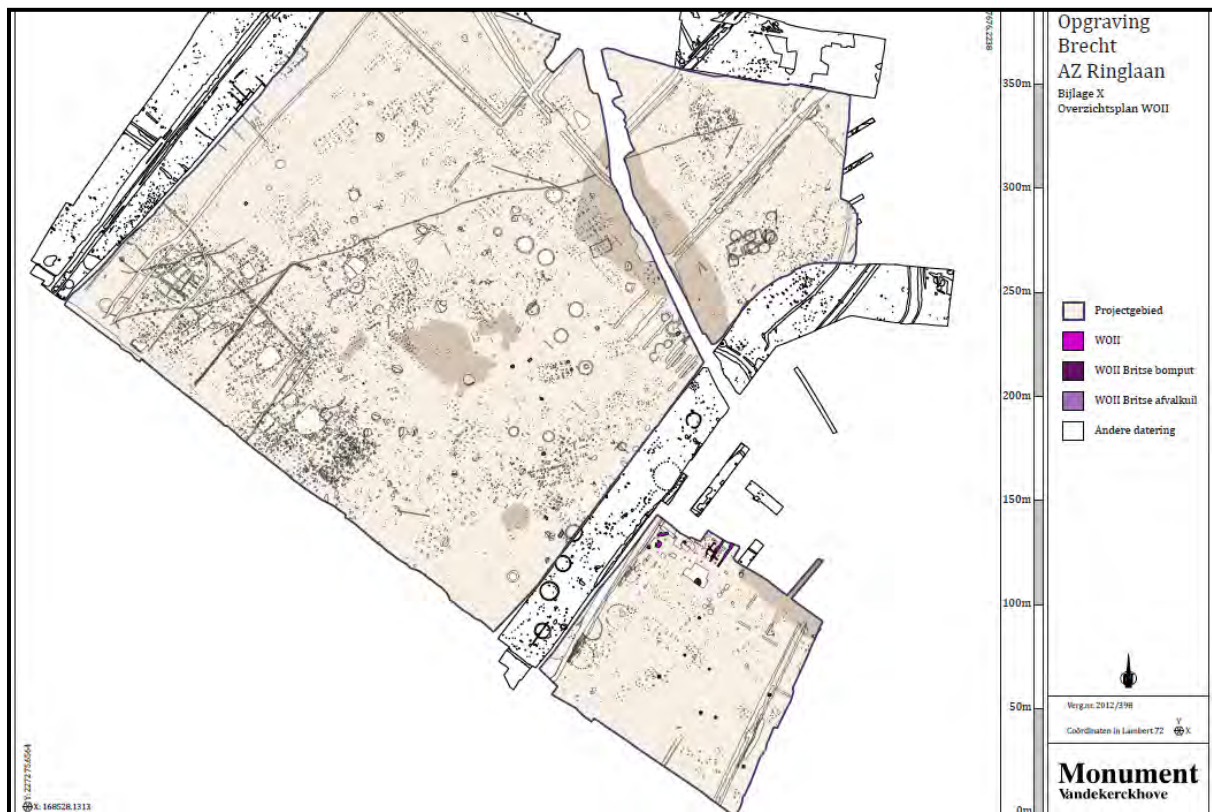 Opgraving
Brecht
AZ Ringlaan
Bijlage X
Overzichtsplan WOII
350m
300m
250m
200m
150m
100m
50m
0m
Projectgebied
WOII
WOII Britse bomput
WOII Britse afvalkuil
Andere datering
Verg.nr. 2012/398
Coördinaten in Lambert 72
Y
X
Monument
Vandekerckhove
X: 168528.1313